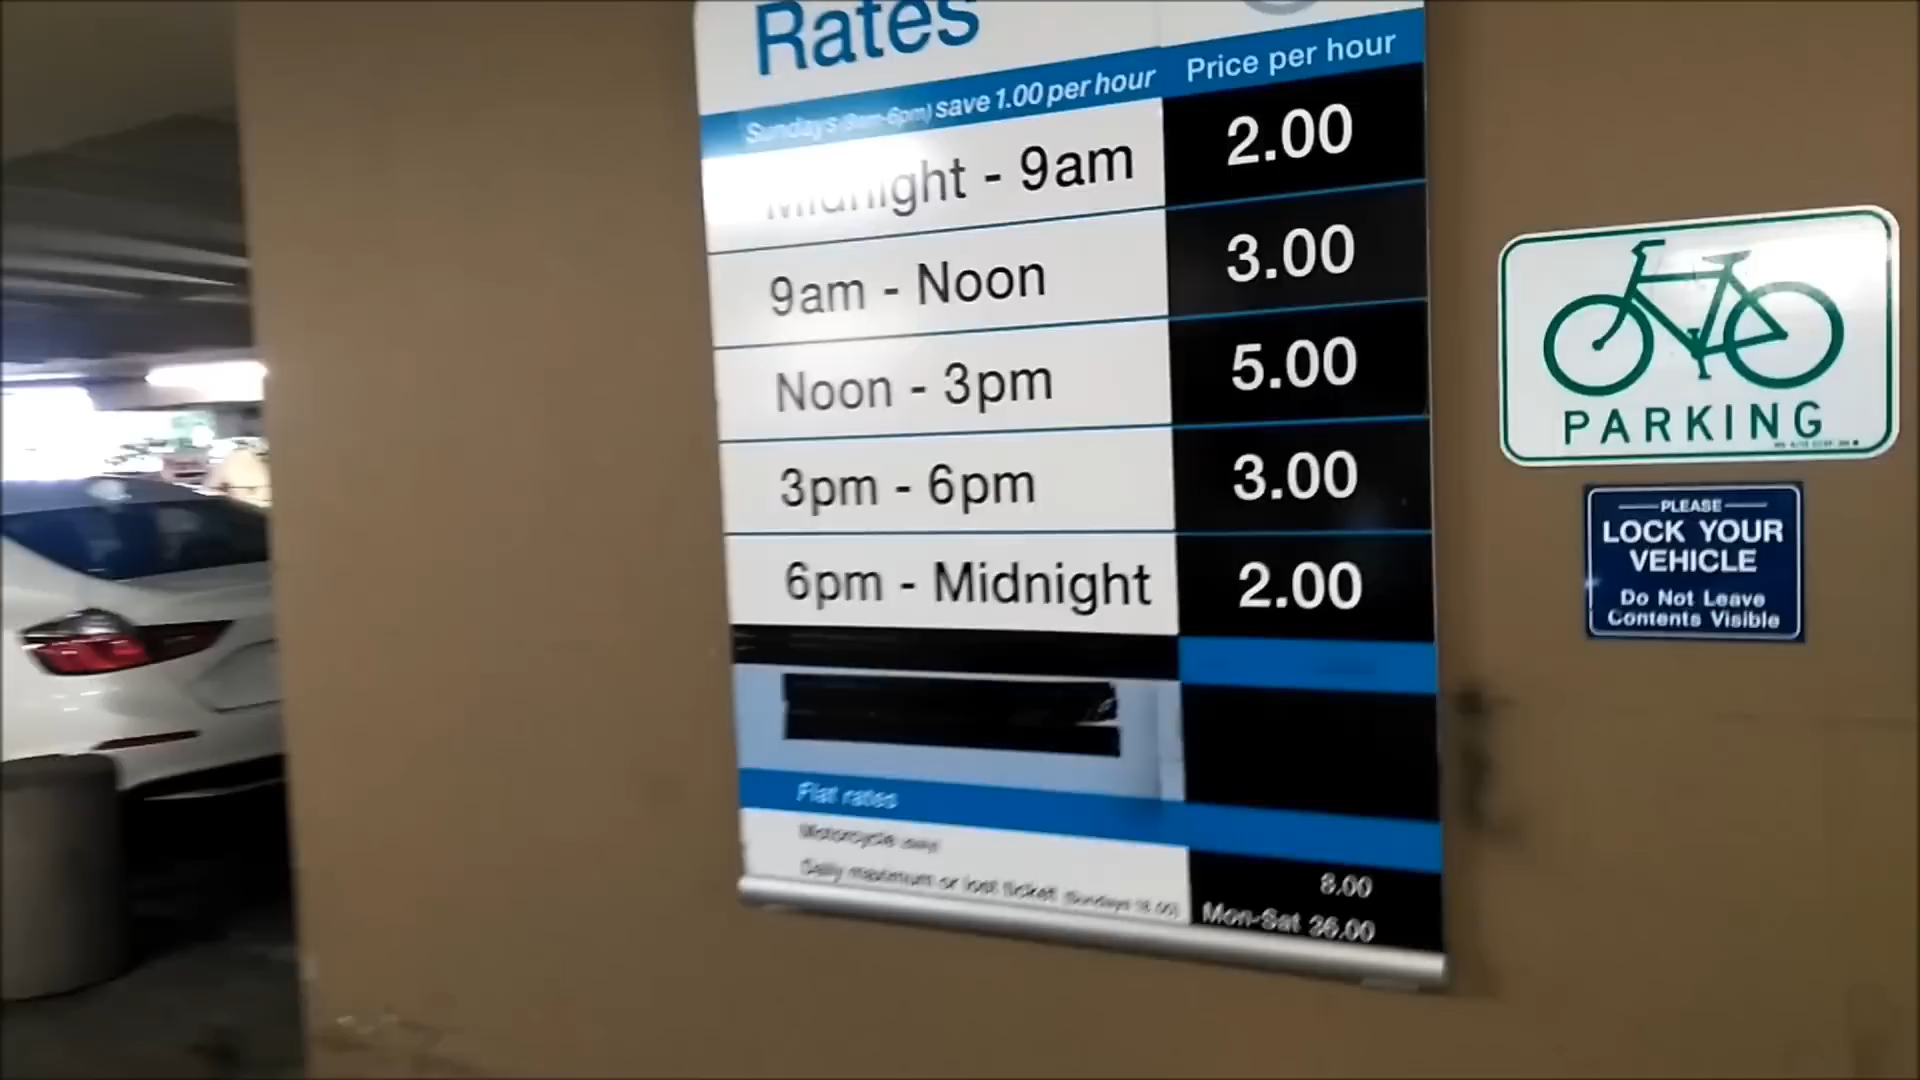 Rates
Sundays (9am-6pm) save 1.00 per hour
Price per hour
Midnight - 9am
2.00
9am - Noon
3.00
Noon - 3pm
5.00
3pm - 6pm
3.00
6pm - Midnight
2.00
Flat rates
Motorcycle
8.00
Daily maximum or lost ticket (Sundays 18.00)
Mon-Sat 36.00
PARKING
PLEASE
LOCK YOUR
VEHICLE
Do Not Leave
Contents Visible